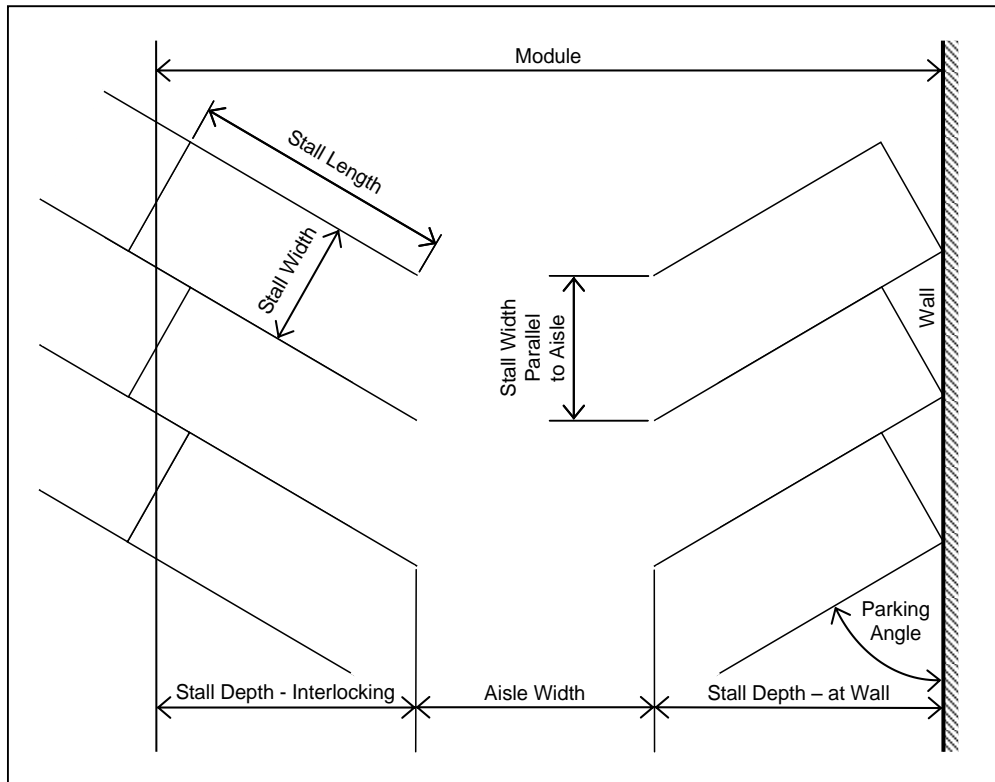 Module
Stall Length
Stall Width
Stall Width
Parallel
to Aisle
Wall
Parking
Angle
Stall Depth - Interlocking
Aisle Width
Stall Depth – at Wall